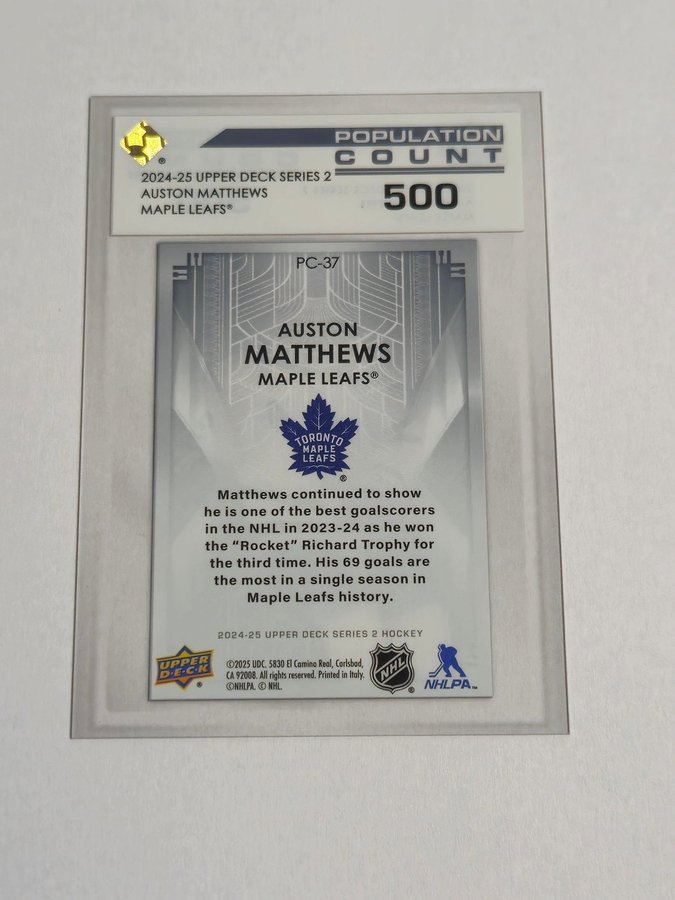 POPULATION
COUNT
500
2024-25 UPPER DECK SERIES 2
AUSTON MATTHEWS
MAPLE LEAFS®
®
PC-37
AUSTON
MATTHEWS
MAPLE LEAFS®
TORONTO
MAPLE
LEAFS
®
Matthews continued to show
he is one of the best goalscorers
in the NHL in 2023-24 as he won
the “Rocket” Richard Trophy for
the third time. His 69 goals are
the most in a single season in
Maple Leafs history.
2024-25 UPPER DECK SERIES 2 HOCKEY
UPPER
D·E·C·K
®
©2025 UDC. 5830 El Camina Real, Carlsbad,
CA 92008. All rights reserved. Printed in Italy.
©NHLPA. © NHL.
NHL
®
NHLPA™